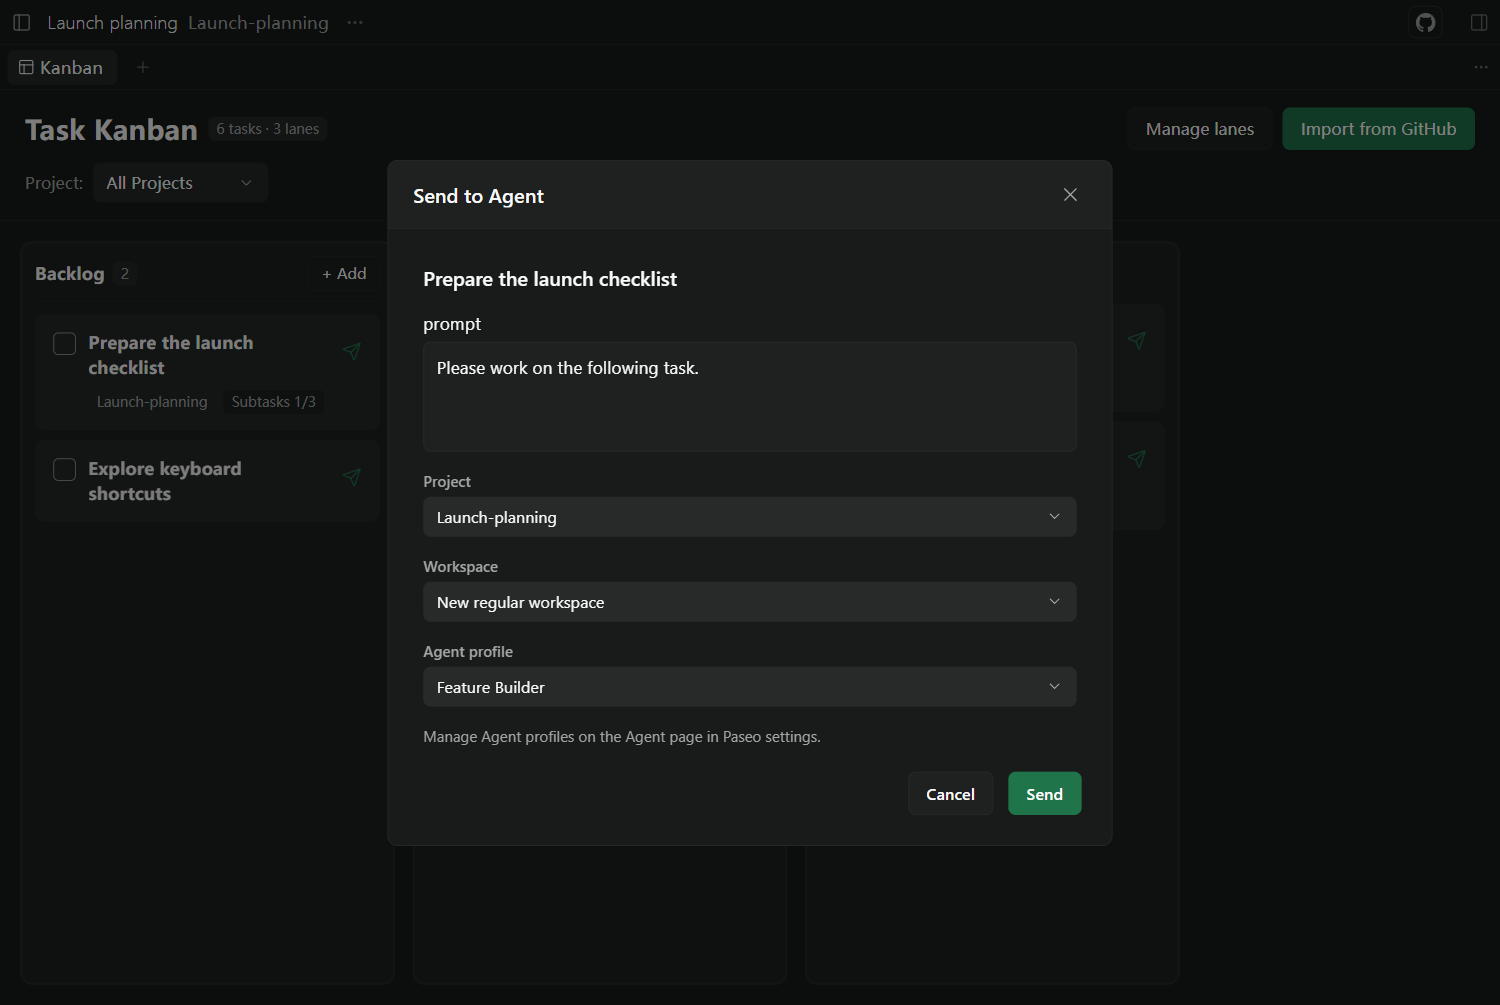 Launch planning Launch-planning
Kanban
Task Kanban
6 tasks · 3 lanes
Manage lanes
Import from GitHub
Project:
All Projects
Backlog 2
+ Add
Prepare the launch
checklist
Launch-planning
Subtasks 1/3
Explore keyboard
shortcuts
Send to Agent
Prepare the launch checklist
prompt
Please work on the following task.
Project
Launch-planning
Workspace
New regular workspace
Agent profile
Feature Builder
Manage Agent profiles on the Agent page in Paseo settings.
Cancel
Send